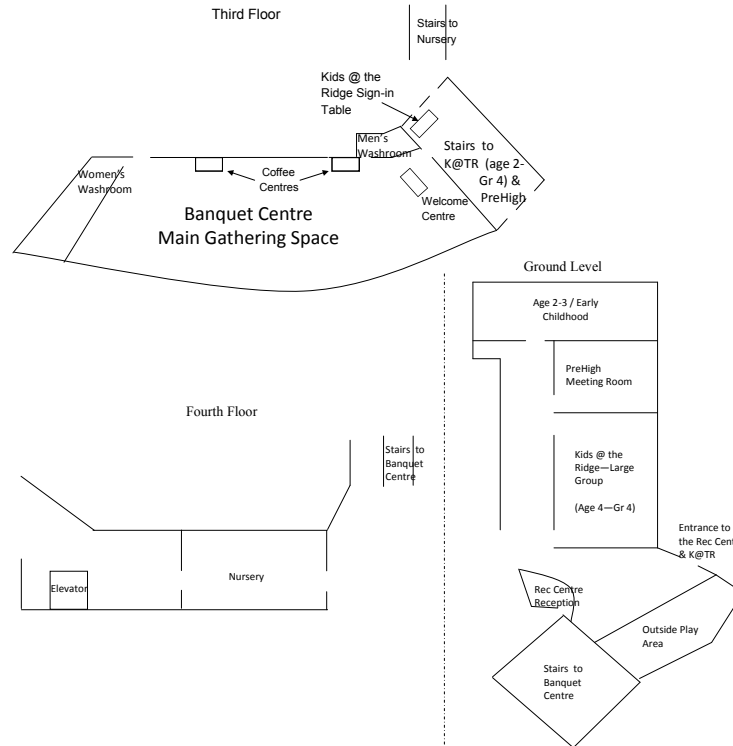 Third Floor
Stairs to
Nursery
Kids @ the
Ridge Sign-in
Table
Men's
Washroom
Stairs to
K@TR (age 2-
Gr 4) &
PreHigh
Women's
Washroom
Coffee
Centres
Welcome
Centre
Banquet Centre
Main Gathering Space
Ground Level
Age 2-3 / Early
Childhood
PreHigh
Meeting Room
Kids @ the
Ridge—Large
Group
(Age 4—Gr 4)
Entrance to
the Rec Cent
& K@TR
Rec Centre
Reception
Outside Play
Area
Stairs to
Banquet
Centre
Fourth Floor
Stairs to
Banquet
Centre
Elevator
Nursery